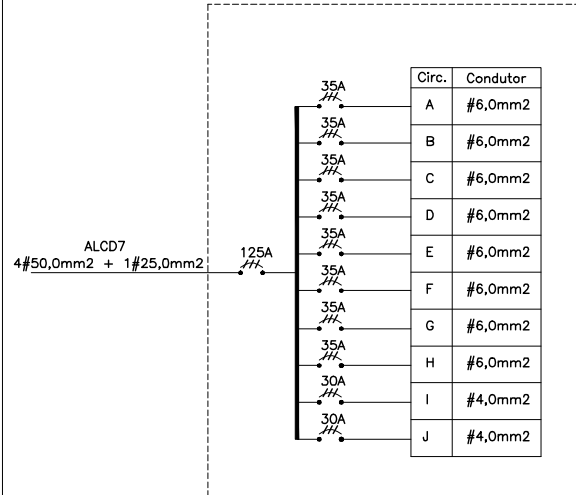 Circ. Condutor
35A A #6,0mm2
35A B #6,0mm2
35A C #6,0mm2
35A D #6,0mm2
35A E #6,0mm2
35A F #6,0mm2
35A G #6,0mm2
35A H #6,0mm2
30A I #4,0mm2
30A J #4,0mm2
ALCD7
4#50,0mm2 + 1#25,0mm2
125A